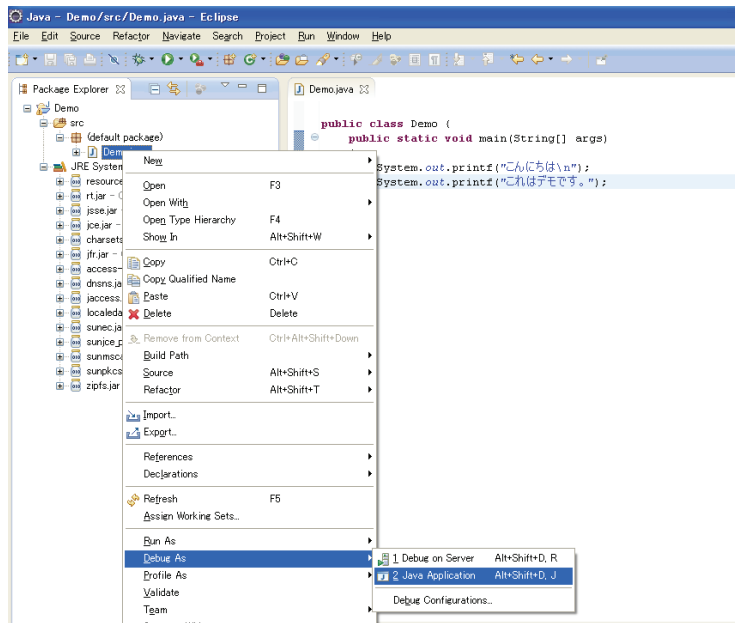 Java - Demo/src/Demo.java - Eclipse
File Edit Source Refactor Navigate Search Project Run Window Help
Package Explorer
Demo
src
(default package)
JRE System
resource
rt.jar -
jsse.jar
jce.jar -
charsets
jfr.jar -
access-
dnsns.ja
jaccess.
localeda
sunec.ja
sunjce_p
sunmsca
sunpkcs
zipfs.jar
Demo.java
public class Demo {
public static void main(String[] args)
System.out.printf("こんにちは\n");
System.out.printf("これはデモです。");
New
Open F3
Open With
Open Type Hierarchy F4
Show In Alt+Shift+W
Copy Ctrl+C
Copy Qualified Name
Paste Ctrl+V
Delete Delete
Remove from Context Ctrl+Alt+Shift+Down
Build Path
Source Alt+Shift+S
Refactor Alt+Shift+T
Import...
Export...
References
Declarations
Refresh F5
Assign Working Sets...
Run As
Debug As
Profile As
Validate
Team
1 Debug on Server Alt+Shift+D, R
2 Java Application Alt+Shift+D, J
Debug Configurations...